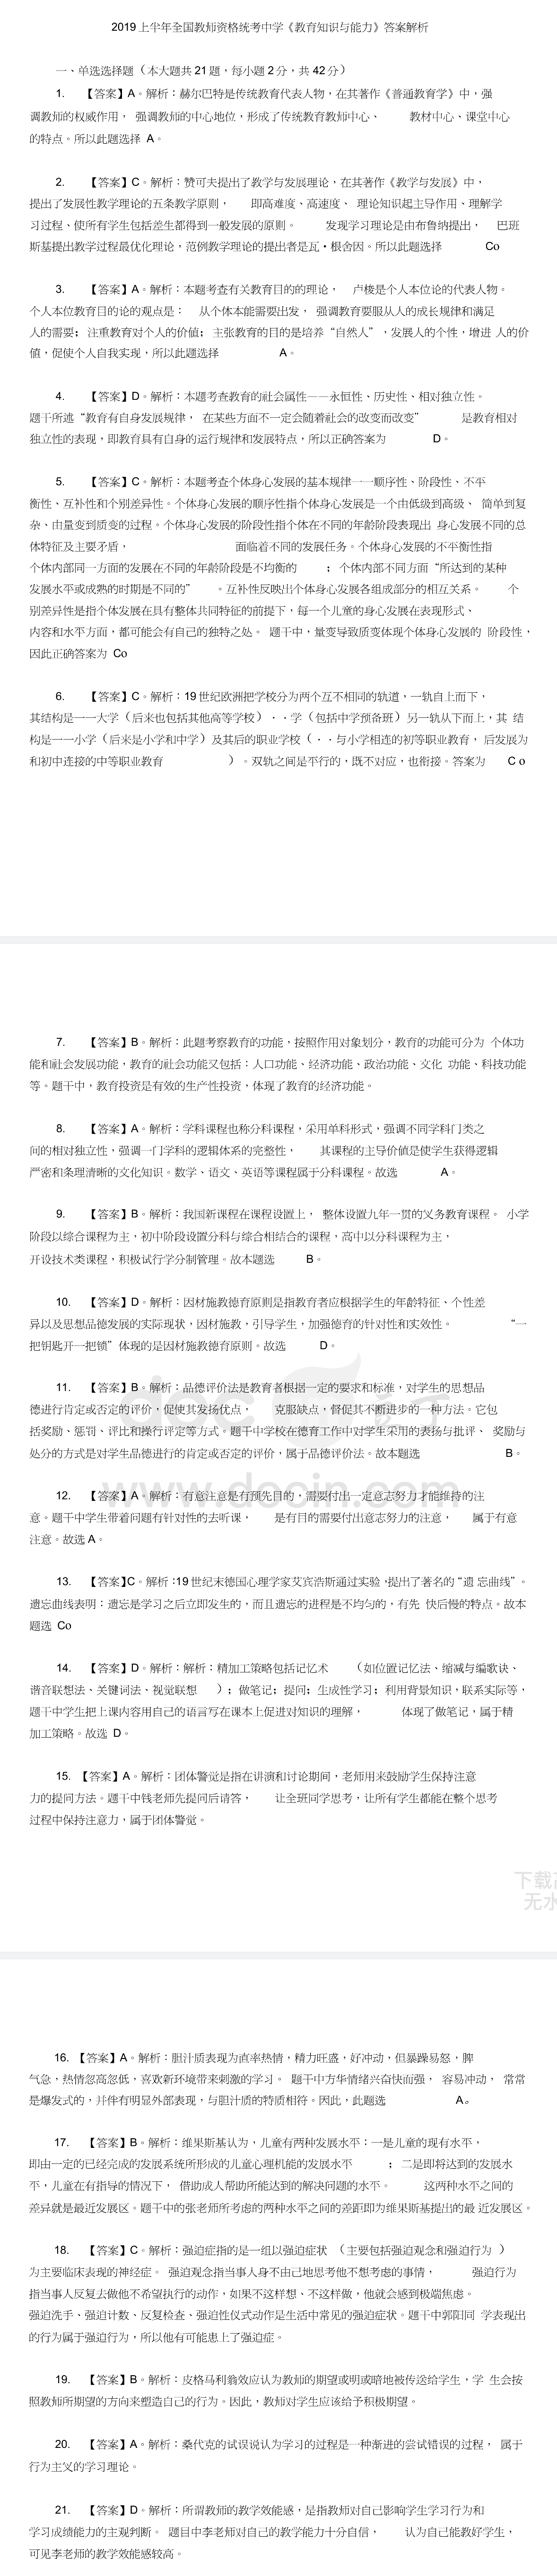 2019上半年全国教师资格统考中学《教育知识与能力》答案解析
一、单选选择题（本大题共21题，每小题2分，共42分）
1. 【答案】A。解析：赫尔巴特是传统教育代表人物，在其著作《普通教育学》中，强
调教师的权威作用， 强调教师的中心地位，形成了传统教育教师中心、 教材中心、课堂中心
的特点。所以此题选择 A。
2. 【答案】C。解析：赞可夫提出了教学与发展理论，在其著作《教学与发展》中，
提出了发展性教学理论的五条教学原则， 即高难度、高速度、 理论知识起主导作用、理解学
习过程、使所有学生包括差生都得到一般发展的原则。 发现学习理论是由布鲁纳提出， 巴班
斯基提出教学过程最优化理论，范例教学理论的提出者是瓦·根舍因。所以此题选择 Co
3. 【答案】A。解析：本题考查有关教育目的的理论， 卢梭是个人本位论的代表人物。
个人本位教育目的论的观点是： 从个体本能需要出发， 强调教育要服从人的成长规律和满足
人的需要；注重教育对个人的价值；主张教育的目的是培养“自然人”，发展人的个性，增进 人的价
值，促使个人自我实现，所以此题选择 A。
4. 【答案】D。解析：本题考查教育的社会属性——永恒性、历史性、相对独立性。
题干所述“教育有自身发展规律， 在某些方面不一定会随着社会的改变而改变” 是教育相对
独立性的表现，即教育具有自身的运行规律和发展特点，所以正确答案为 D。
5. 【答案】C。解析：本题考查个体身心发展的基本规律一一顺序性、阶段性、不平
衡性、互补性和个别差异性。个体身心发展的顺序性指个体身心发展是一个由低级到高级、 简单到复
杂、由量变到质变的过程。个体身心发展的阶段性指个体在不同的年龄阶段表现出 身心发展不同的总
体特征及主要矛盾， 面临着不同的发展任务。个体身心发展的不平衡性指
个体内部同一方面的发展在不同的年龄阶段是不均衡的 ；个体内部不同方面“所达到的某种
发展水平或成熟的时期是不同的” 。互补性反映出个体身心发展各组成部分的相互关系。 个
别差异性是指个体发展在具有整体共同特征的前提下，每一个儿童的身心发展在表现形式、
内容和水平方面，都可能会有自己的独特之处。 题干中，量变导致质变体现个体身心发展的 阶段性，
因此正确答案为 Co
6. 【答案】C。解析：19世纪欧洲把学校分为两个互不相同的轨道，一轨自上而下，
其结构是一一大学（后来也包括其他高等学校）··学（包括中学预备班）另一轨从下而上，其 结
构是一一小学（后来是小学和中学）及其后的职业学校（··与小学相连的初等职业教育， 后发展为
和初中连接的中等职业教育 ）。双轨之间是平行的，既不对应，也衔接。答案为 C o
7. 【答案】B。解析：此题考察教育的功能，按照作用对象划分，教育的功能可分为 个体功
能和社会发展功能，教育的社会功能又包括：人口功能、经济功能、政治功能、文化 功能、科技功能
等。题干中，教育投资是有效的生产性投资，体现了教育的经济功能。
8. 【答案】A。解析：学科课程也称分科课程，采用单科形式，强调不同学科门类之
间的相对独立性，强调一门学科的逻辑体系的完整性， 其课程的主导价值是使学生获得逻辑
严密和条理清晰的文化知识。数学、语文、英语等课程属于分科课程。故选 A。
9. 【答案】B。解析：我国新课程在课程设置上， 整体设置九年一贯的义务教育课程。 小学
阶段以综合课程为主，初中阶段设置分科与综合相结合的课程，高中以分科课程为主，
开设技术类课程，积极试行学分制管理。故本题选 B。
10. 【答案】D。解析：因材施教德育原则是指教育者应根据学生的年龄特征、个性差
异以及思想品德发展的实际现状，因材施教，引导学生，加强德育的针对性和实效性。 “一
把钥匙开一把锁”体现的是因材施教德育原则。故选 D。
11. 【答案】B。解析：品德评价法是教育者根据一定的要求和标准，对学生的思想品
德进行肯定或否定的评价，促使其发扬优点， 克服缺点，督促其不断进步的一种方法。它包
括奖励、惩罚、评比和操行评定等方式。题干中学校在德育工作中对学生采用的表扬与批评、 奖励与
处分的方式是对学生品德进行的肯定或否定的评价，属于品德评价法。故本题选 B。
12. 【答案】A。解析：有意注意是有预先目的，需要付出一定意志努力才能维持的注
意。题干中学生带着问题有针对性的去听课， 是有目的需要付出意志努力的注意， 属于有意
注意。故选A。
13. 【答案】C。解析：19世纪末德国心理学家艾宾浩斯通过实验，提出了著名的“遗 忘曲线”。
遗忘曲线表明：遗忘是学习之后立即发生的，而且遗忘的进程是不均匀的，有先 快后慢的特点。故本
题选 Co
14. 【答案】D。解析：解析：精加工策略包括记忆术 （如位置记忆法、缩减与编歌诀、
谐音联想法、关键词法、视觉联想 ）；做笔记；提问；生成性学习；利用背景知识，联系实际等，
题干中学生把上课内容用自己的语言写在课本上促进对知识的理解， 体现了做笔记，属于精
加工策略。故选 D。
15. 【答案】A。解析：团体警觉是指在讲演和讨论期间，老师用来鼓励学生保持注意
力的提问方法。题干中钱老师先提问后请答， 让全班同学思考，让所有学生都能在整个思考
过程中保持注意力，属于团体警觉。
下载高
无水
16. 【答案】A。解析：胆汁质表现为直率热情，精力旺盛，好冲动，但暴躁易怒，脾
气急，热情忽高忽低，喜欢新环境带来刺激的学习。 题干中方华情绪兴奋快而强， 容易冲动， 常常
是爆发式的，并伴有明显外部表现，与胆汁质的特质相符。因此，此题选 A。
17. 【答案】B。解析：维果斯基认为，儿童有两种发展水平：一是儿童的现有水平，
即由一定的已经完成的发展系统所形成的儿童心理机能的发展水平 ；二是即将达到的发展水
平，儿童在有指导的情况下， 借助成人帮助所能达到的解决问题的水平。 这两种水平之间的
差异就是最近发展区。题干中的张老师所考虑的两种水平之间的差距即为维果斯基提出的最 近发展区。
18. 【答案】C。解析：强迫症指的是一组以强迫症状 （主要包括强迫观念和强迫行为 ）
为主要临床表现的神经症。 强迫观念指当事人身不由己地思考他不想考虑的事情， 强迫行为
指当事人反复去做他不希望执行的动作，如果不这样想、不这样做，他就会感到极端焦虑。
强迫洗手、强迫计数、反复检查、强迫性仪式动作是生活中常见的强迫症状。题干中郭阳同 学表现出
的行为属于强迫行为，所以他有可能患上了强迫症。
19. 【答案】B。解析：皮格马利翁效应认为教师的期望或明或暗地被传送给学生，学 生会按
照教师所期望的方向来塑造自己的行为。因此，教师对学生应该给予积极期望。
20. 【答案】A。解析：桑代克的试误说认为学习的过程是一种渐进的尝试错误的过程， 属于
行为主义的学习理论。
21. 【答案】D。解析：所谓教师的教学效能感，是指教师对自己影响学生学习行为和
学习成绩能力的主观判断。 题目中李老师对自己的教学能力十分自信， 认为自己能教好学生，
可见李老师的教学效能感较高。
doc 豆丁
www.docin.com